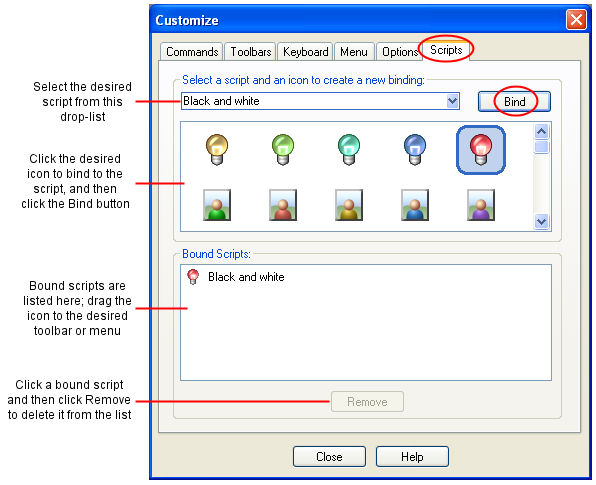 Customize
Commands Toolbars Keyboard Menu Options Scripts
Select a script and an icon to create a new binding:
Select the desired
script from this
drop-list
Black and white
Bind
Click the desired
icon to bind to the
script, and then
click the Bind button
Bound Scripts:
Black and white
Bound scripts are
listed here; drag the
icon to the desired
toolbar or menu
Click a bound script
and then click Remove
to delete it from the list
Remove
Close Help